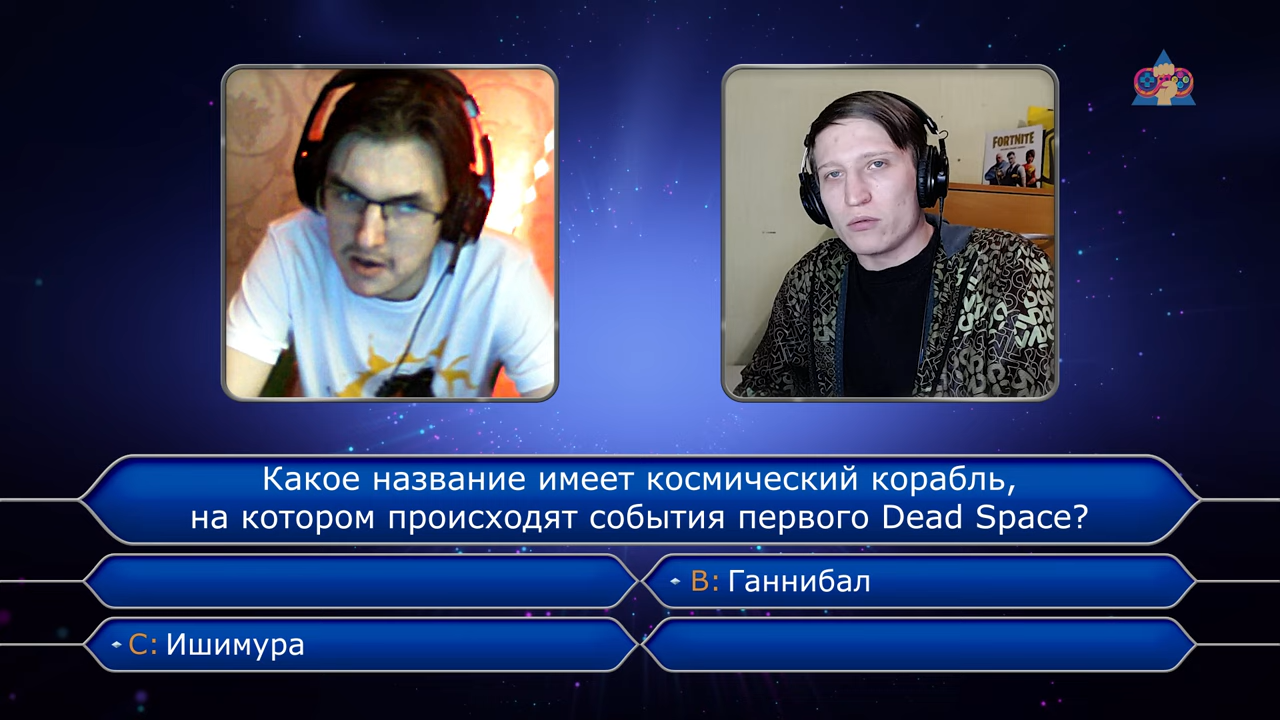 FORTNITE
Какое название имеет космический корабль,
на котором происходят события первого Dead Space?
B: Ганнибал
C: Ишимура